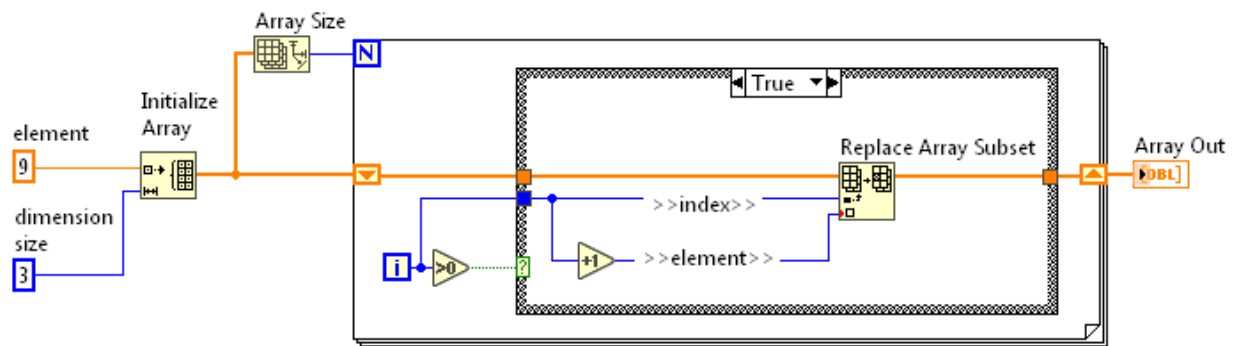 Array Size
N
True
Initialize
Array
element
9
dimension
size
3
Replace Array Subset
Array Out
DBL]
>>index>>
i
>0
?
+1
>>element>>